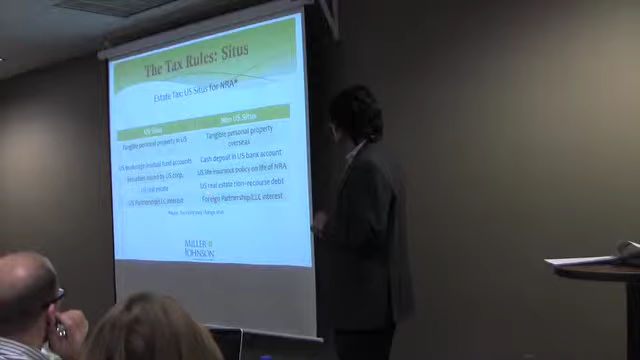 The Tax Rules: Situs
Estate Tax: US Situs for NRA*
US Situs
Non US Situs
Tangible personal property in US
Tangible personal property overseas
US brokerage/mutual fund accounts
Cash deposit in US bank account
Securities issued by US corp.
US life insurance policy on life of NRA
US real estate
US real estate non-recourse debt
US Partnership/LLC interest
Foreign Partnership/LLC interest
MILLER
JOHNSON